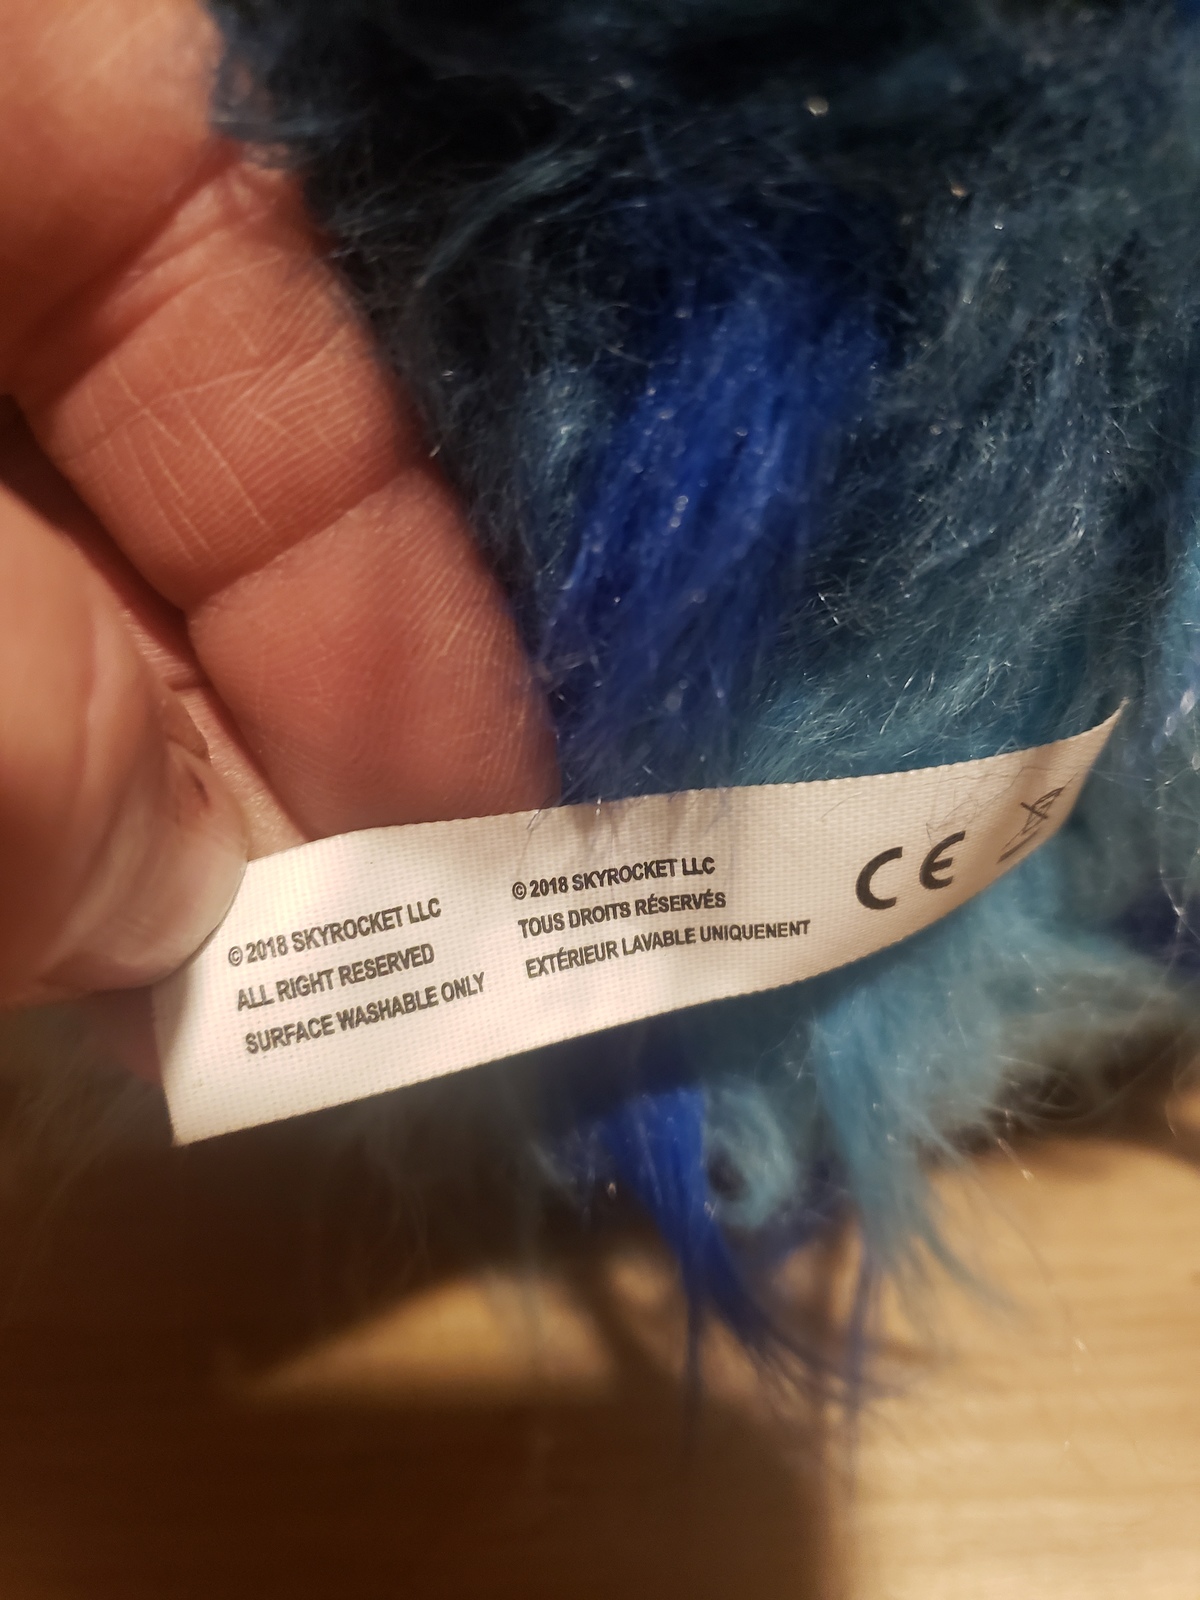 © 2018 SKYROCKET LLC
ALL RIGHT RESERVED
SURFACE WASHABLE ONLY
© 2018 SKYROCKET LLC
TOUS DROITS RÉSERVÉS
EXTÉRIEUR LAVABLE UNIQUENENT
CE